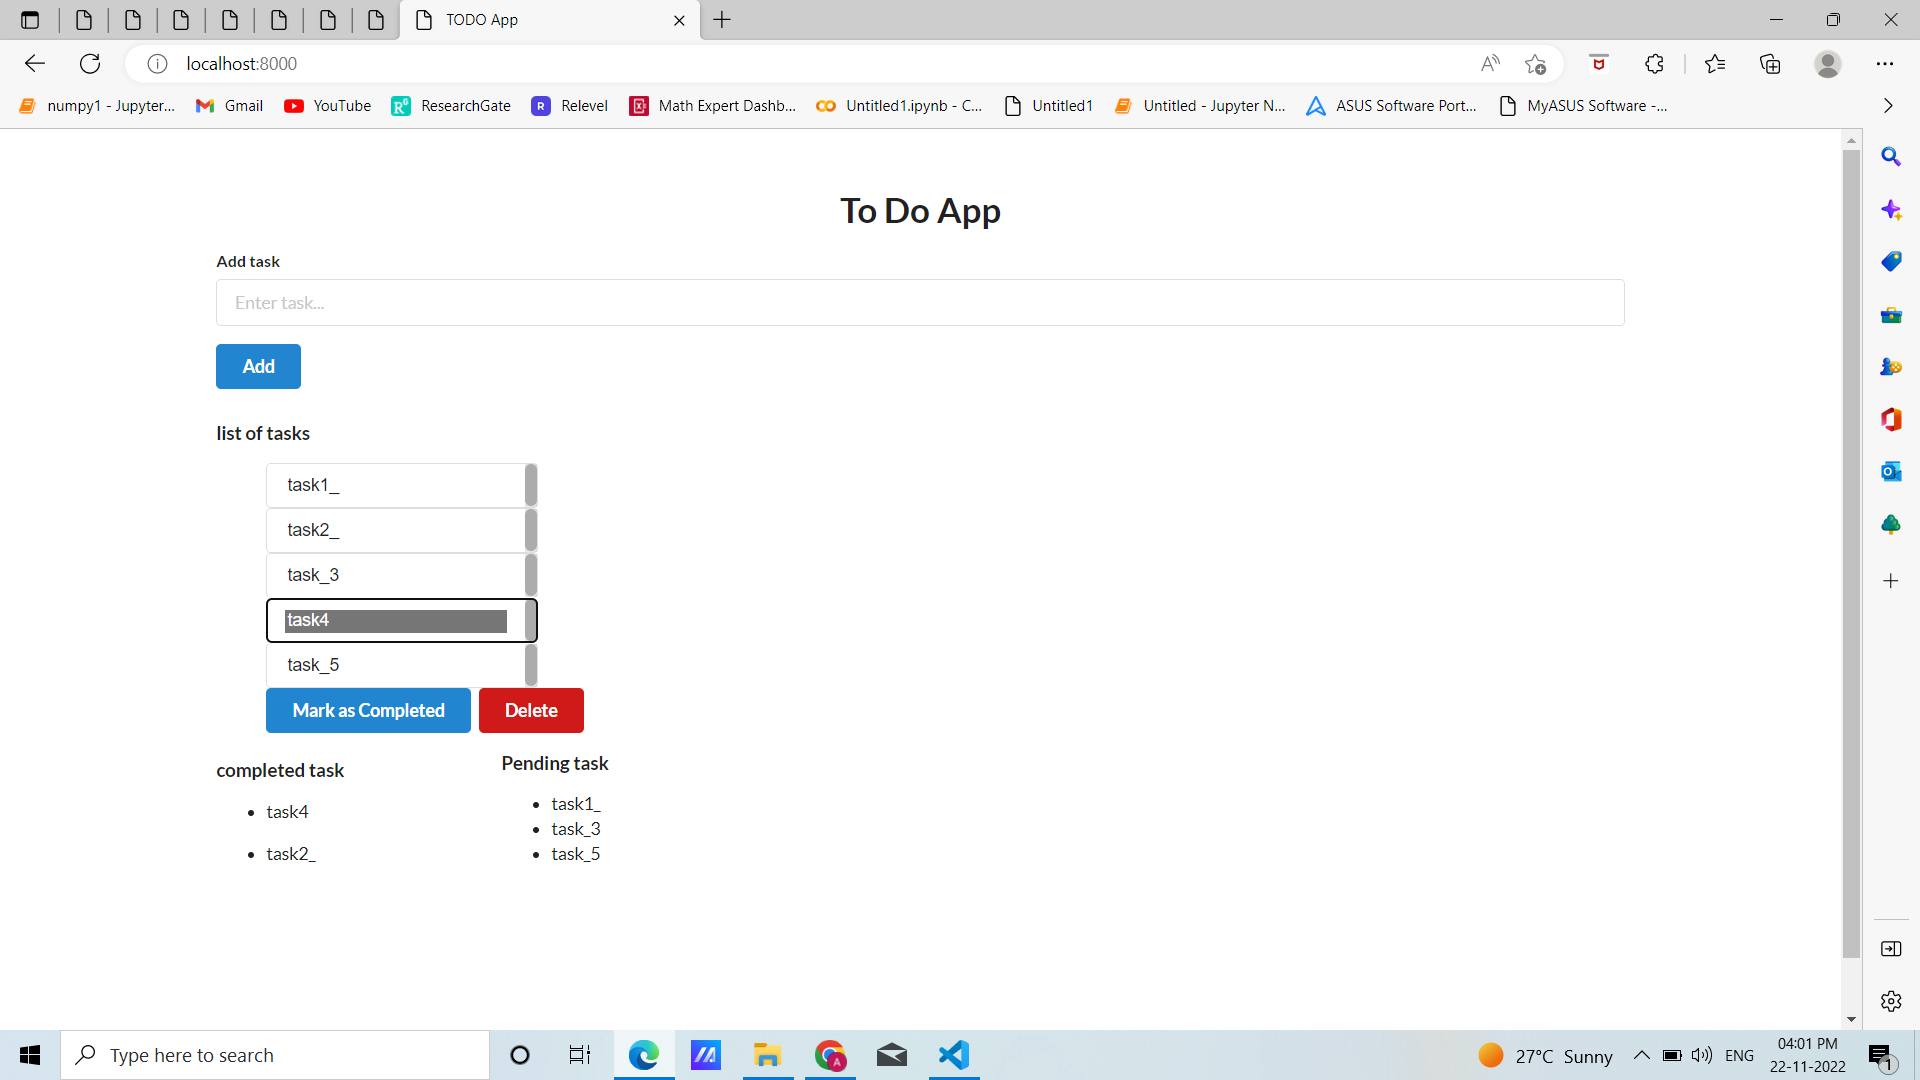 TODO App
localhost:8000
numpy1 - Jupyter... Gmail YouTube ResearchGate Relevel Math Expert Dashb... Untitled1.ipynb - C... Untitled1 Untitled - Jupyter N... ASUS Software Port... MyASUS Software -...
To Do App
Add task
Enter task...
Add
list of tasks
task1_
task2_
task_3
task4
task_5
Mark as Completed Delete
completed task
task4
task2_
Pending task
task1_
task_3
task_5
Type here to search
27°C Sunny
ENG
04:01 PM
22-11-2022
1